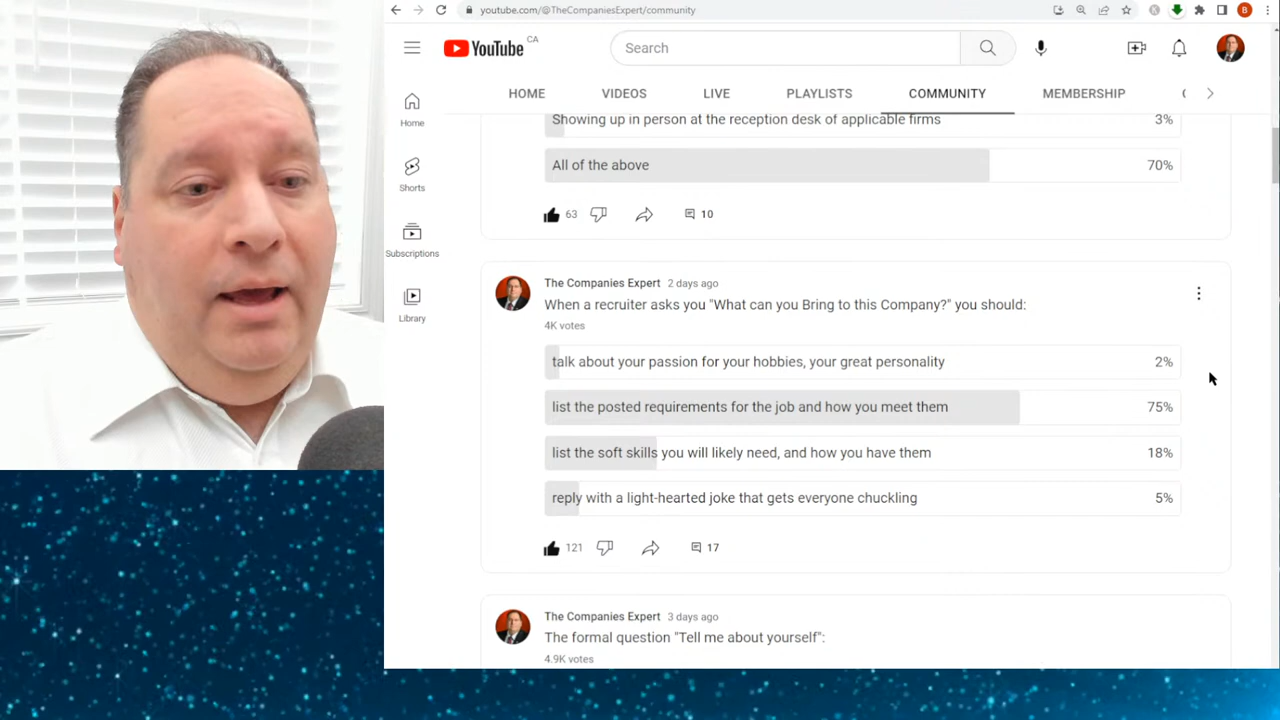 youtube.com/@TheCompaniesExpert/community
B
YouTube CA
Search
HOME VIDEOS LIVE PLAYLISTS COMMUNITY MEMBERSHIP
Home
Shorts
Subscriptions
Library
Showing up in person at the reception desk of applicable firms 3%
All of the above 70%
63 10
The Companies Expert 2 days ago
When a recruiter asks you "What can you Bring to this Company?" you should:
4K votes
talk about your passion for your hobbies, your great personality 2%
list the posted requirements for the job and how you meet them 75%
list the soft skills you will likely need, and how you have them 18%
reply with a light-hearted joke that gets everyone chuckling 5%
121 17
The Companies Expert 3 days ago
The formal question "Tell me about yourself":
4.9K votes